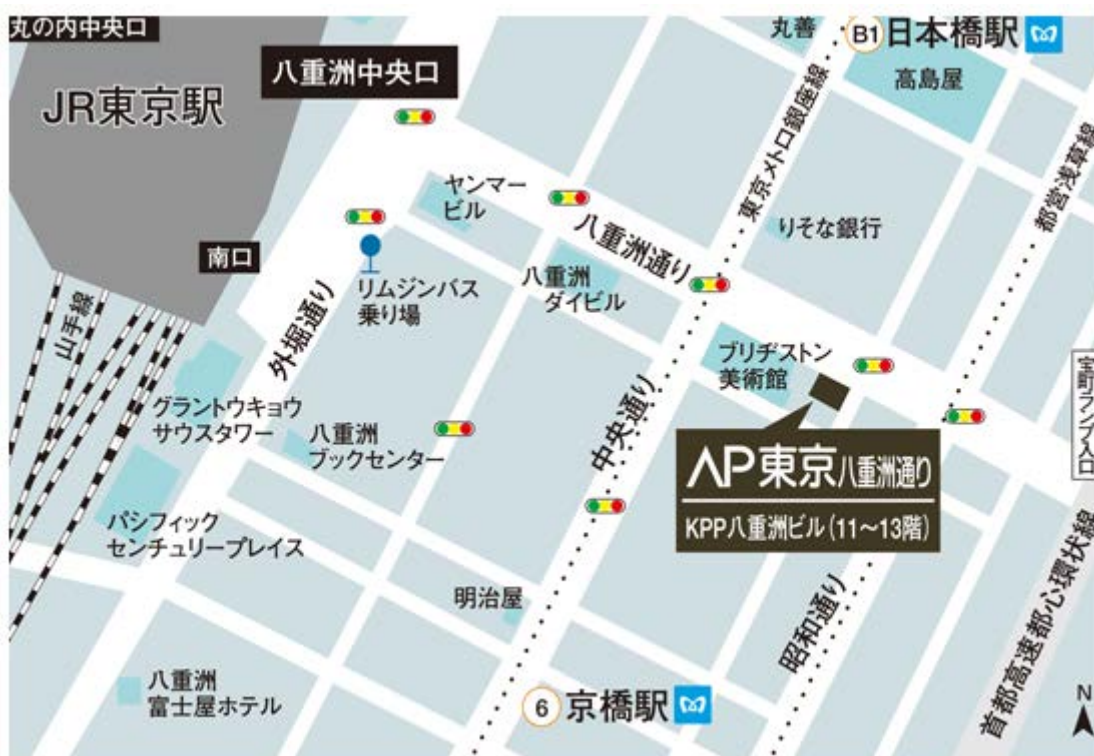 丸の内中央口
JR東京駅
八重洲中央口
丸善
B1 日本橋駅
高島屋
東京メトロ銀座線
都営浅草線
ヤンマー
ビル
八重洲通り
りそな銀行
南口
リムジンバス
乗り場
八重洲
ダイビル
山手線
外堀通り
ブリヂストン
美術館
宝町ランプ入口
グラントウキョウ
サウスタワー
八重洲
ブックセンター
中央通り
AP東京八重洲通り
KPP八重洲ビル(11〜13階)
パシフィック
センチュリープレイス
明治屋
昭和通り
首都高速都心環状線
八重洲
富士屋ホテル
6 京橋駅
N